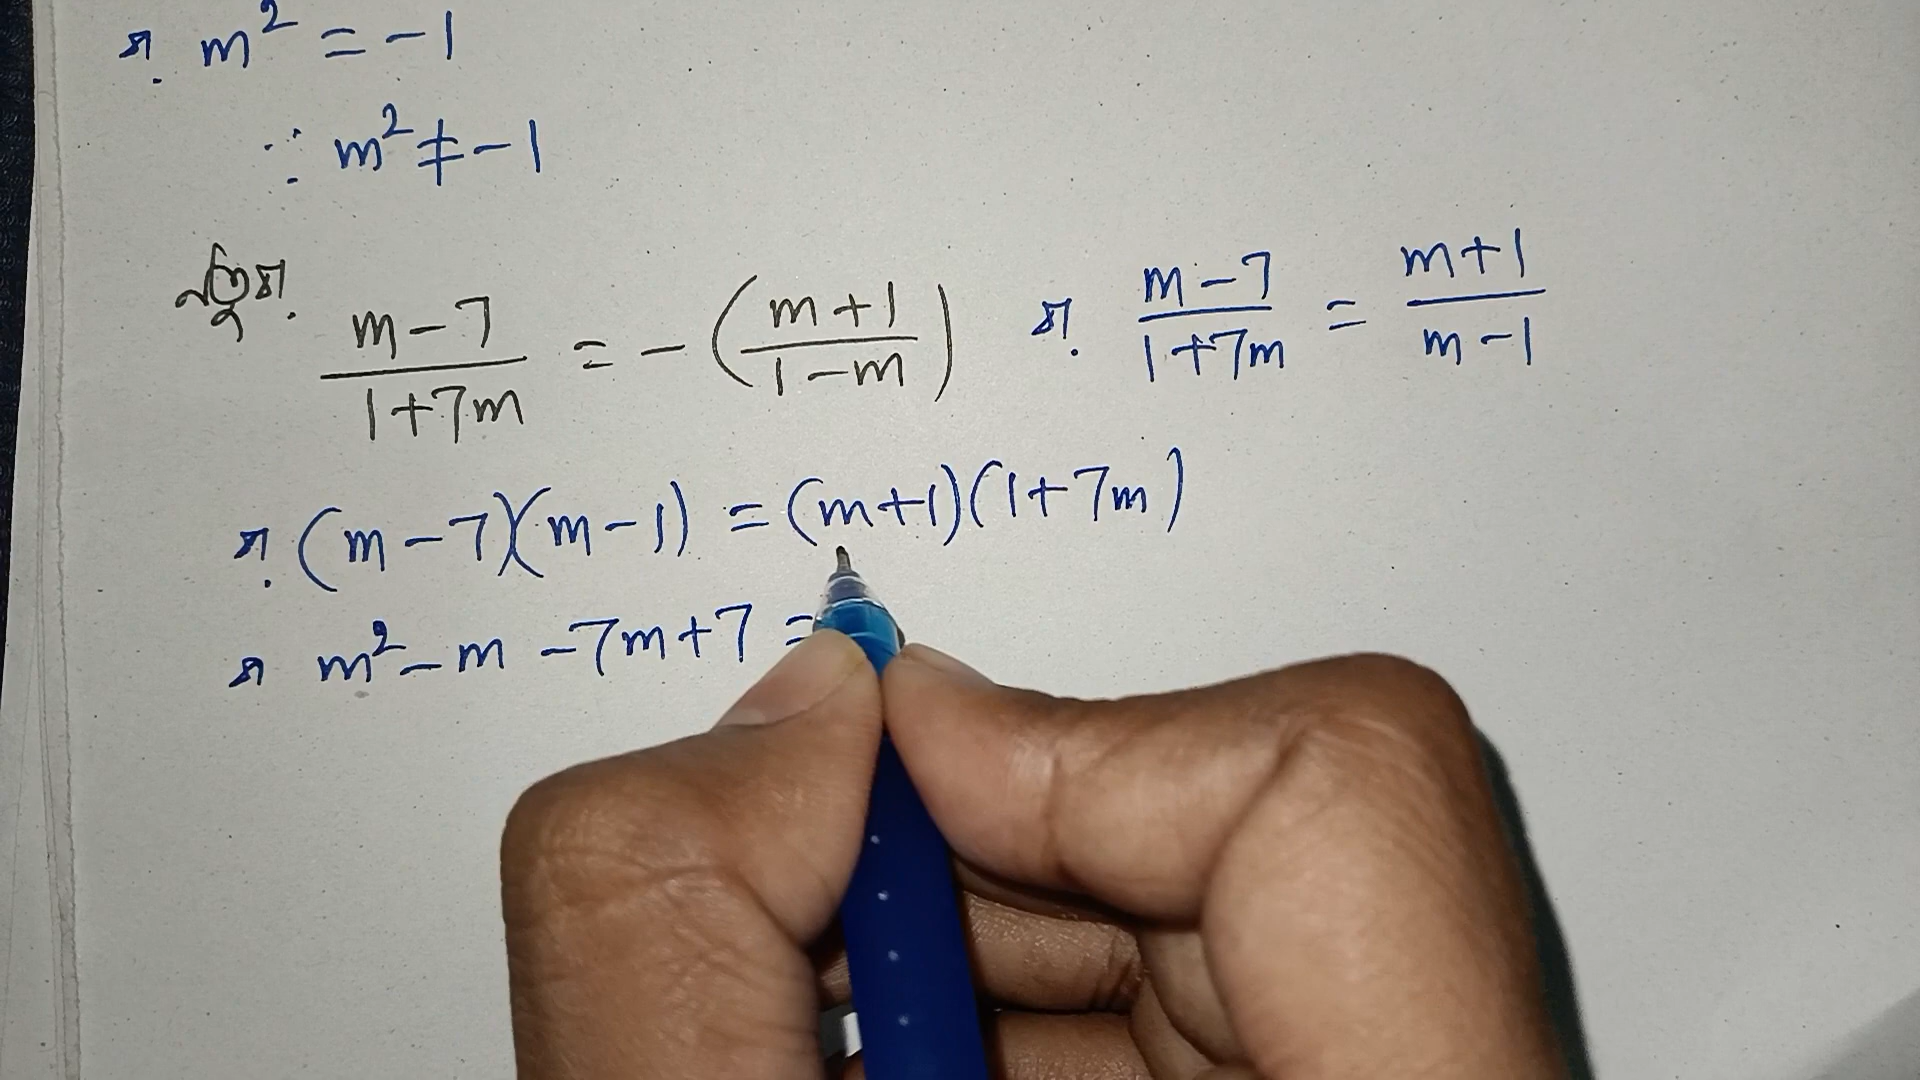 বা, m² = -1
∴ m² ≠ -1
(m-7)/(1+7m) = -((m+1)/(1-m)) বা, (m-7)/(1+7m) = (m+1)/(m-1)
বা, (m-7)(m-1) = (m+1)(1+7m)
বা m²-m-7m+7 =